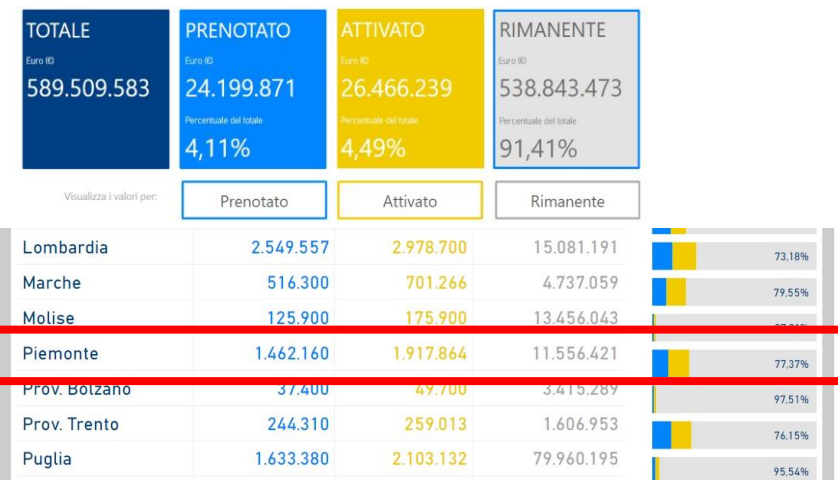 TOTALE PRENOTATO ATTIVATO RIMANENTE
Euro (€) Euro (€) Euro (€) Euro (€)
589.509.583 24.199.871 26.466.239 538.843.473
Percentuale del totale Percentuale del totale Percentuale del totale
4,11% 4,49% 91,41%
Visualizza i valori per: Prenotato Attivato Rimanente
Lombardia 2.549.557 2.978.700 15.081.191 73,18%
Marche 516.300 701.266 4.737.059 79,55%
Molise 125.900 175.900 13.456.043
Piemonte 1.462.160 1.917.864 11.556.421 77,37%
Prov. Bolzano 37.400 49.700 3.415.289 97,51%
Prov. Trento 244.310 259.013 1.606.953 76,15%
Puglia 1.633.380 2.103.132 79.960.195 95,54%